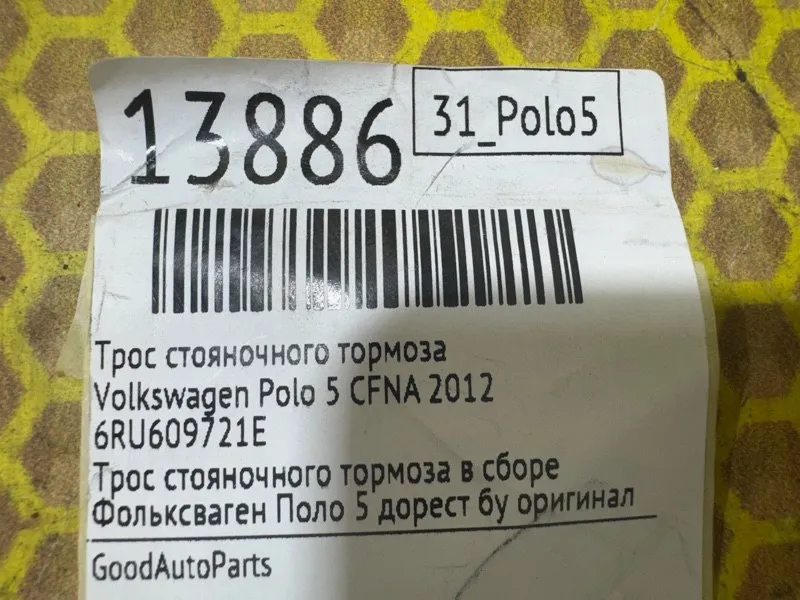 13886
31_Polo5
Трос стояночного тормоза
Volkswagen Polo 5 CFNA 2012
6RU609721E
Трос стояночного тормоза в сборе
Фольксваген Поло 5 дорест бу оригинал
GoodAutoParts